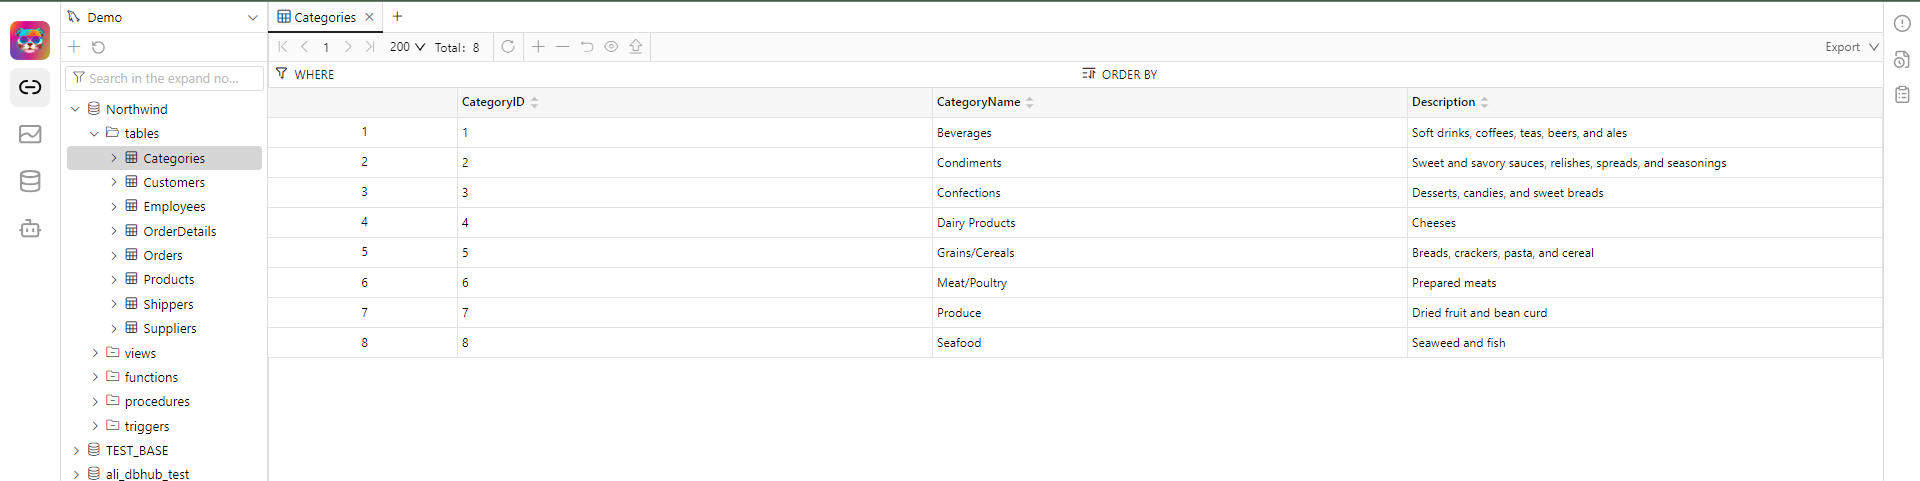 Demo
Categories
1
200
Total: 8
Export
Search in the expand no...
WHERE
ORDER BY
Northwind
tables
Categories
Customers
Employees
OrderDetails
Orders
Products
Shippers
Suppliers
views
functions
procedures
triggers
TEST_BASE
ali_dbhub_test
CategoryID CategoryName Description
1 1 Beverages Soft drinks, coffees, teas, beers, and ales
2 2 Condiments Sweet and savory sauces, relishes, spreads, and seasonings
3 3 Confections Desserts, candies, and sweet breads
4 4 Dairy Products Cheeses
5 5 Grains/Cereals Breads, crackers, pasta, and cereal
6 6 Meat/Poultry Prepared meats
7 7 Produce Dried fruit and bean curd
8 8 Seafood Seaweed and fish